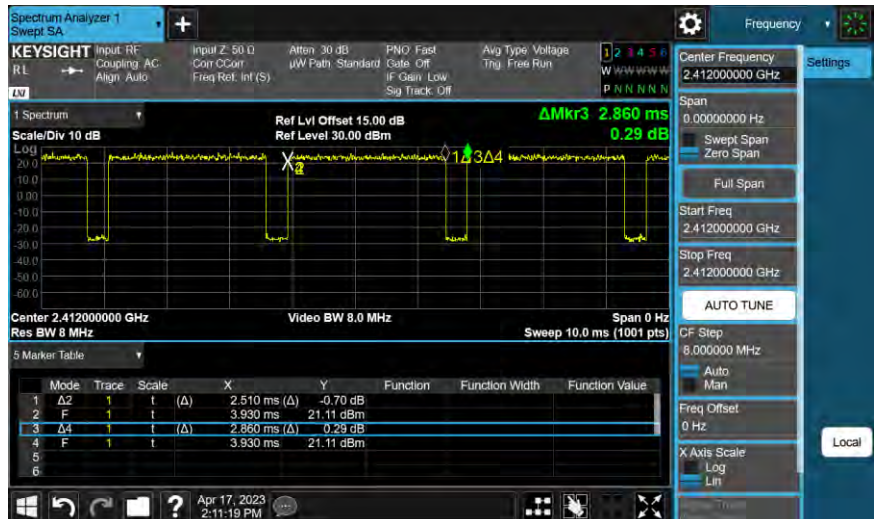 Spectrum Analyzer 1
Swept SA
+
Frequency
KEYSIGHT
RL
LXI
Input: RF
Coupling: AC
Align: Auto
Input Z: 50 Ω
Corr CCorr
Freq Ref: Int (S)
Atten: 30 dB
µW Path: Standard
PNO: Fast
Gate: Off
IF Gain: Low
Sig Track: Off
Avg Type: Voltage
Trig: Free Run
1 2 3 4 5 6
W W W W W W
P N N N N N
1 Spectrum
Scale/Div 10 dB
Ref Lvl Offset 15.00 dB
Ref Level 30.00 dBm
ΔMkr3 2.860 ms
0.29 dB
Log
20.0
10.0
0.00
-10.0
-20.0
-30.0
-40.0
-50.0
-60.0
Center 2.412000000 GHz
Res BW 8 MHz
Video BW 8.0 MHz
Span 0 Hz
Sweep 10.0 ms (1001 pts)
5 Marker Table
Mode Trace Scale X Y Function Function Width Function Value
1 Δ2 1 t (Δ) 2.510 ms (Δ) -0.70 dB
2 F 1 t 3.930 ms 21.11 dBm
3 Δ4 1 t (Δ) 2.860 ms (Δ) 0.29 dB
4 F 1 t 3.930 ms 21.11 dBm
5
6
?
Apr 17, 2023
2:11:19 PM
Center Frequency
2.412000000 GHz
Settings
Span
0.00000000 Hz
Swept Span
Zero Span
Full Span
Start Freq
2.412000000 GHz
Stop Freq
2.412000000 GHz
AUTO TUNE
CF Step
8.000000 MHz
Auto
Man
Freq Offset
0 Hz
X Axis Scale
Log
Lin
Local